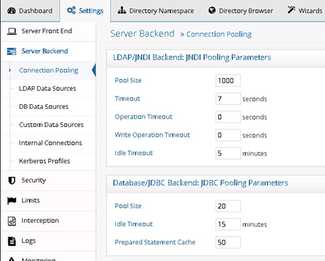 Dashboard
Settings
Directory Namespace
Directory Browser
Wizards
Server Front End
Server Backend
Connection Pooling
LDAP Data Sources
DB Data Sources
Custom Data Sources
Internal Connections
Kerberos Profiles
Security
Limits
Interception
Logs
Monitoring
Server Backend > Connection Pooling
LDAP/JNDI Backend: JNDI Pooling Parameters
Pool Size 1000
Timeout 7 seconds
Operation Timeout 0 seconds
Write Operation Timeout 0 seconds
Idle Timeout 5 minutes
Database/JDBC Backend: JDBC Pooling Parameters
Pool Size 20
Idle Timeout 15 minutes
Prepared Statement Cache 50